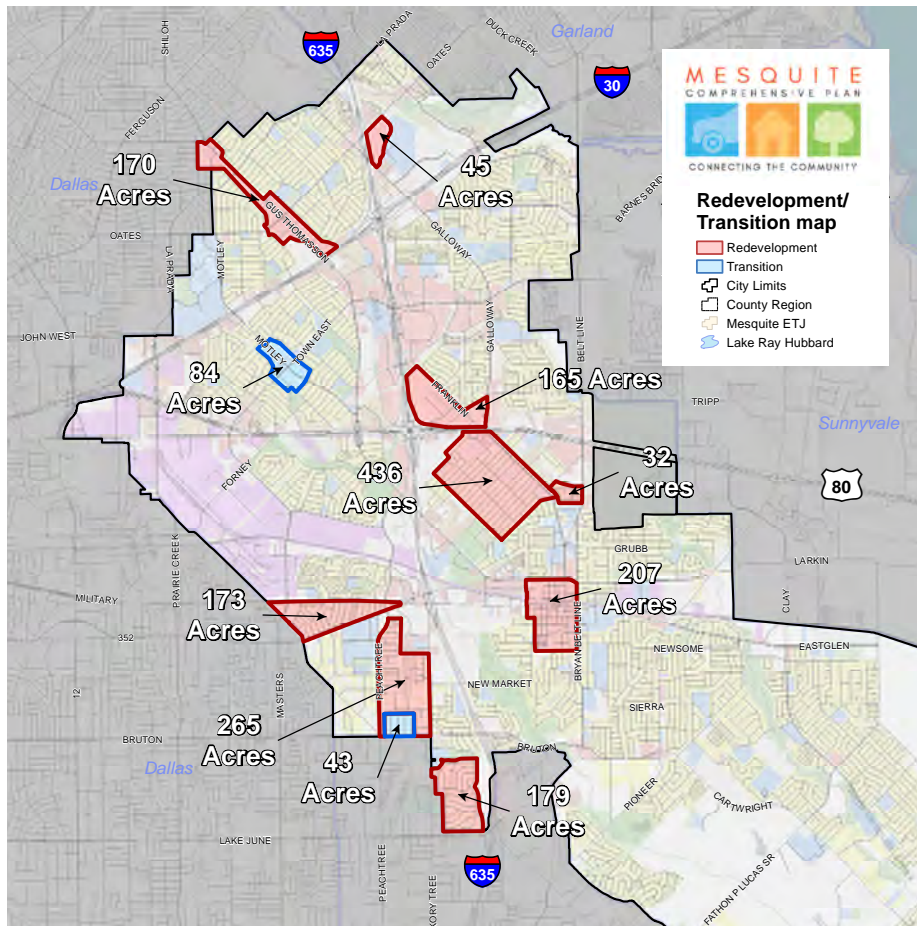 SHILOH
635
LA PRADA
OATES
DUCK CREEK
Garland
30
FERGUSON
170
Acres
Dallas
45
Acres
BARNES BRI
GUS THOMASSON
OATES
LA PRADA
MOTLEY
GALLOWAY
MESQUITE
COMPREHENSIVE PLAN
CONNECTING THE COMMUNITY
Redevelopment/
Transition map
Redevelopment
Transition
City Limits
County Region
Mesquite ETJ
Lake Ray Hubbard
JOHN WEST
MOTLEY
TOWN EAST
GALLOWAY
BELT LINE
84
Acres
FRANKLIN
165 Acres
TRIPP
Sunnyvale
FORNEY
436
Acres
32
Acres
80
PRAIRIE CREEK
GRUBB
LARKIN
MILITARY
173
Acres
207
Acres
CLAY
352
PEACHTREE
BRYAN BELT LINE
NEWSOME
EASTGLEN
12
MASTERS
NEW MARKET
SIERRA
265
Acres
BRUTON
BRUTON
Dallas
43
Acres
179
Acres
PIONEER
CARTWRIGHT
LAKE JUNE
635
PEACHTREE
KORY TREE
FATHON P LUCAS SR